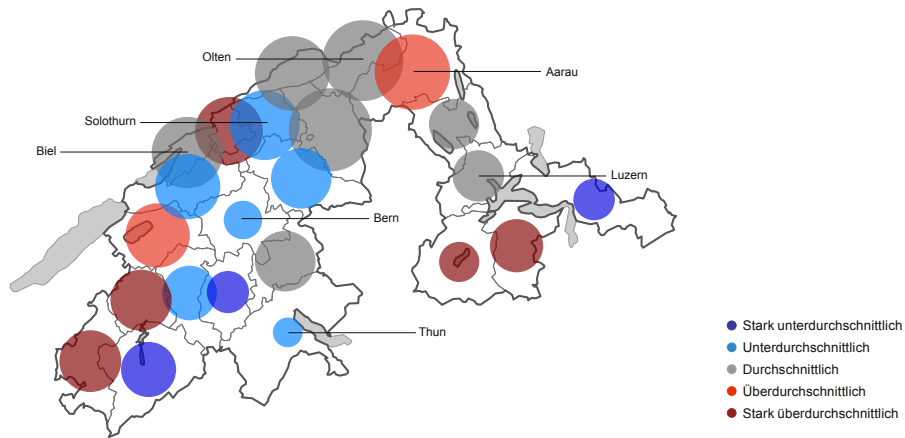 Olten
Aarau
Solothurn
Biel
Luzern
Bern
Thun
Stark unterdurchschnittlich
Unterdurchschnittlich
Durchschnittlich
Überdurchschnittlich
Stark überdurchschnittlich